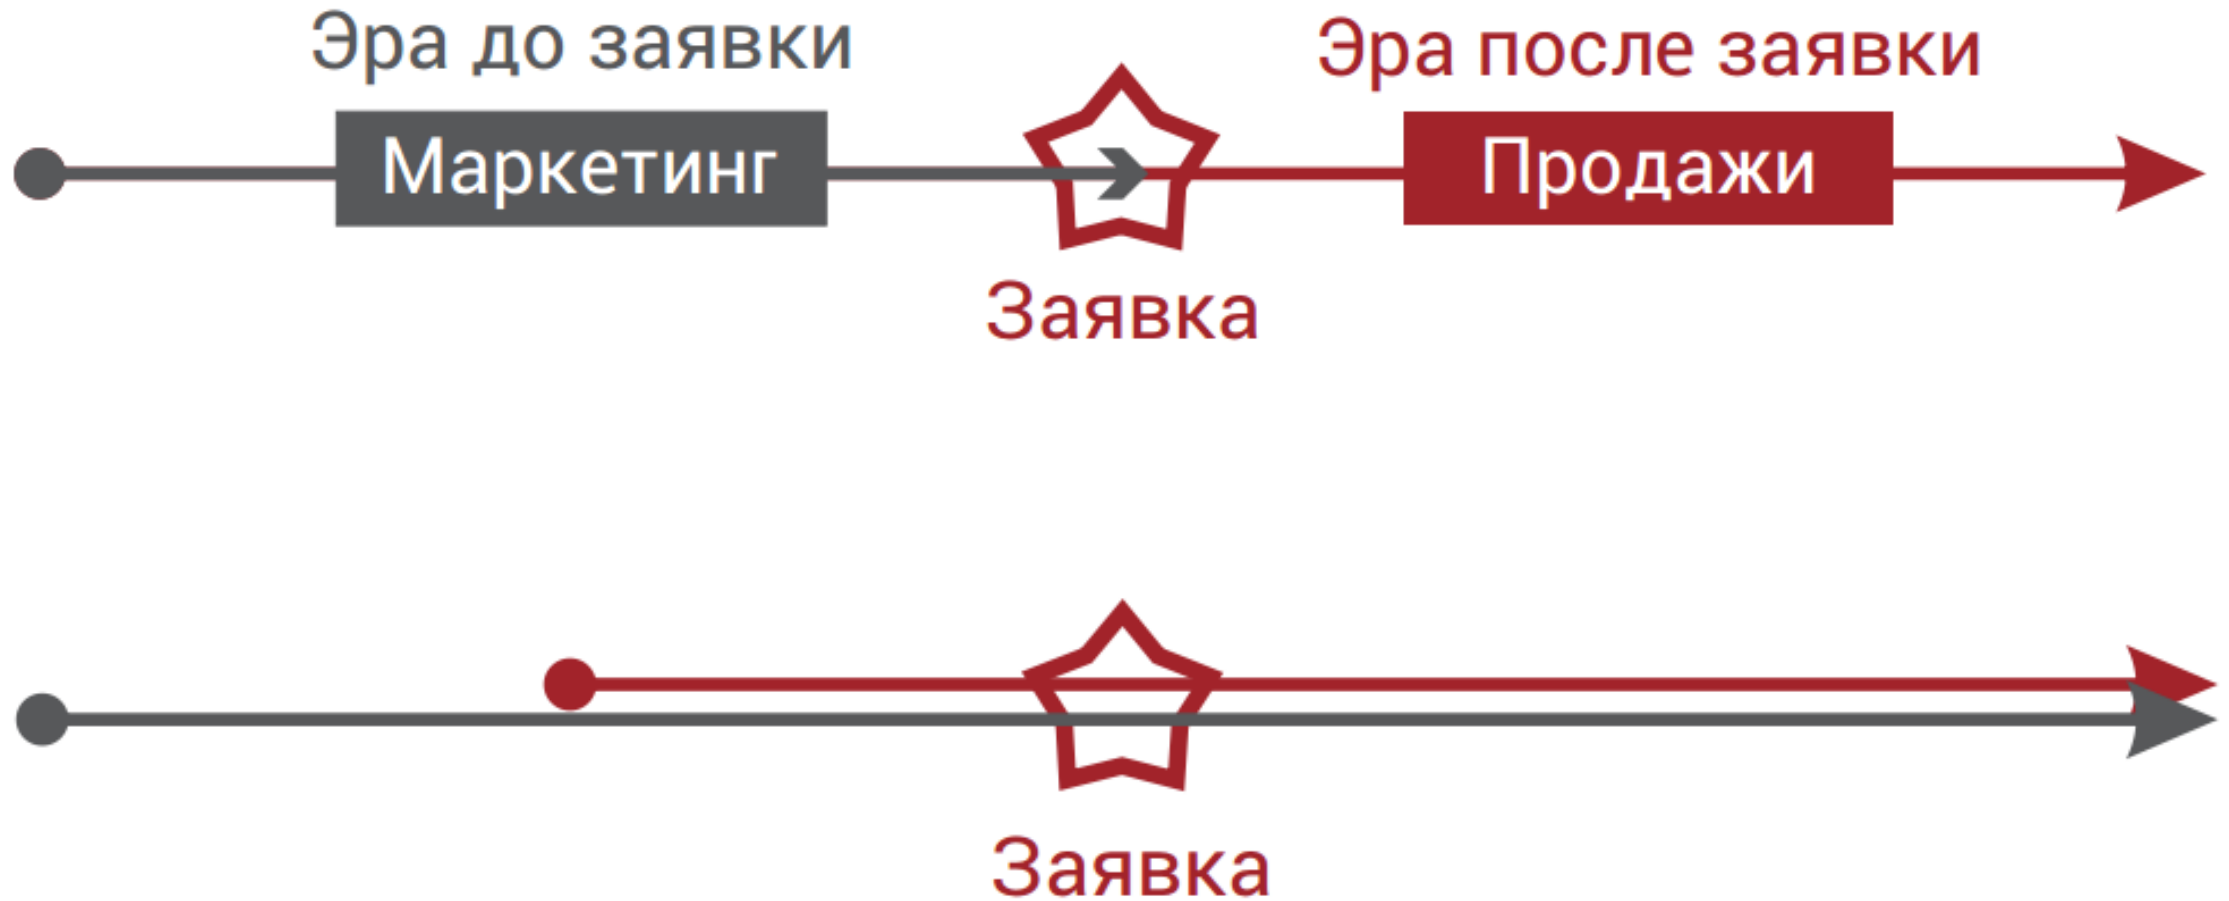 Эра до заявки
Эра после заявки
Маркетинг
Продажи
Заявка
Заявка